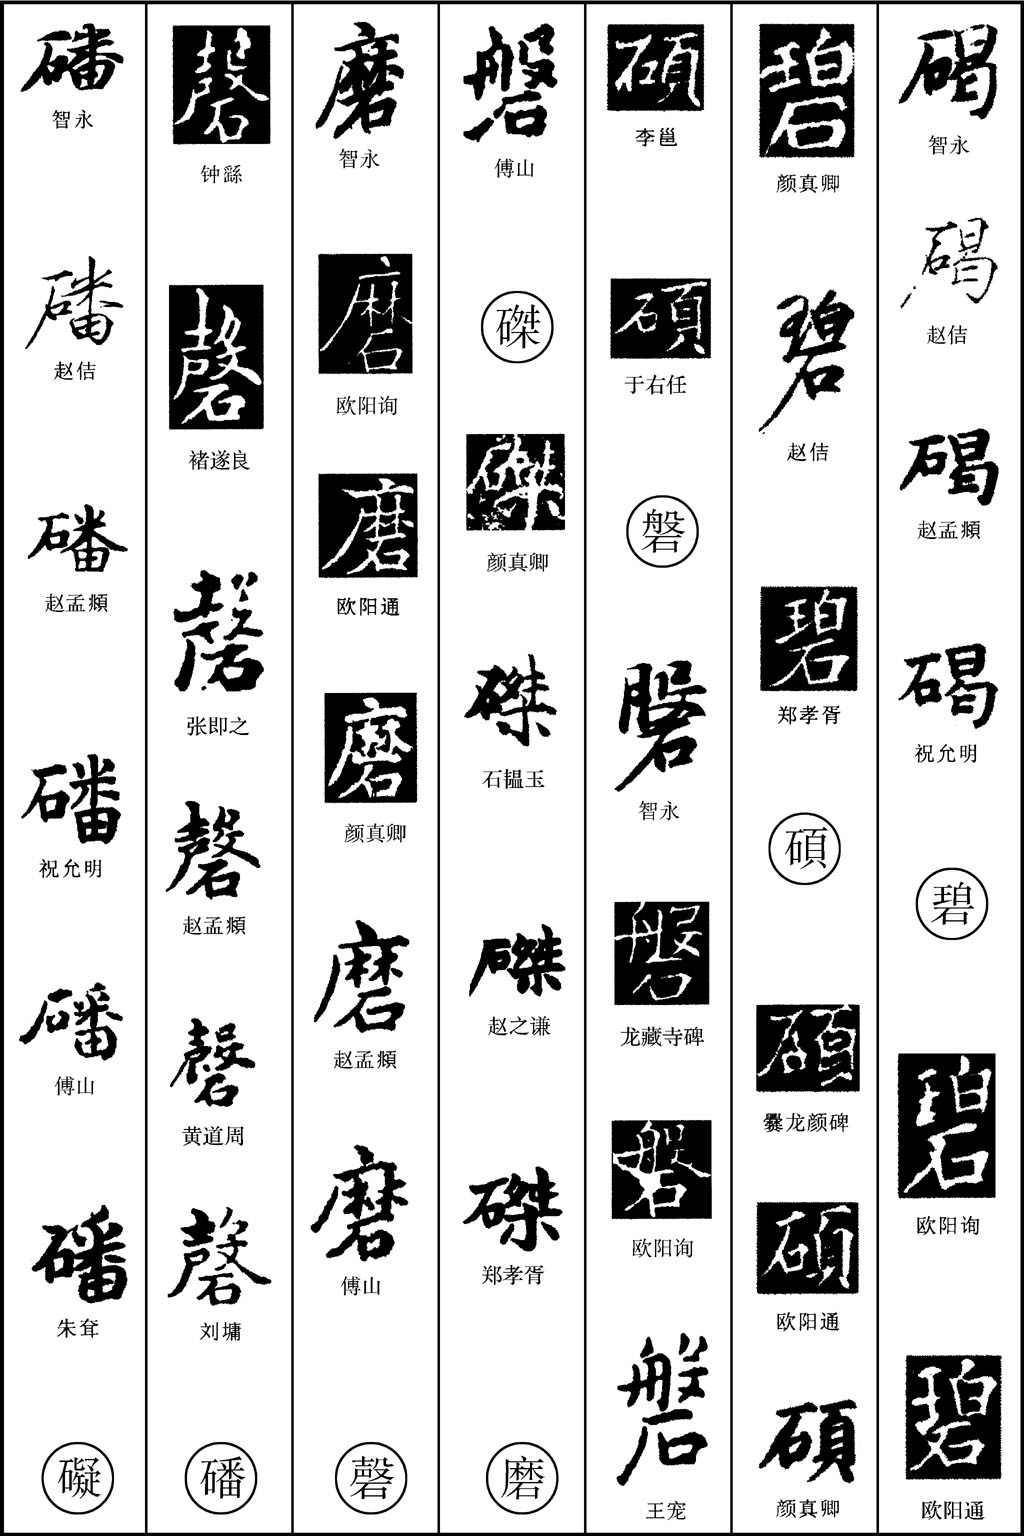 碣
智永
碣
赵佶
碣
赵孟頫
碣
祝允明
碧
碧
欧阳询
碧
欧阳通
碧
颜真卿
碧
赵佶
碧
郑孝胥
碩
碩
爨龙颜碑
碩
欧阳通
碩
颜真卿
碩
李邕
碩
于右任
磐
磐
智永
磐
龙藏寺碑
磐
欧阳询
磐
王宠
磐
傅山
磔
磔
颜真卿
磔
石韫玉
磔
赵之谦
磔
郑孝胥
磨
磨
智永
磨
欧阳询
磨
欧阳通
磨
颜真卿
磨
赵孟頫
磨
傅山
磬
磬
钟繇
磬
褚遂良
磬
张即之
磬
赵孟頫
磬
黄道周
磬
刘墉
磻
磻
智永
磻
赵佶
磻
赵孟頫
磻
祝允明
磻
傅山
磻
朱耷
礙